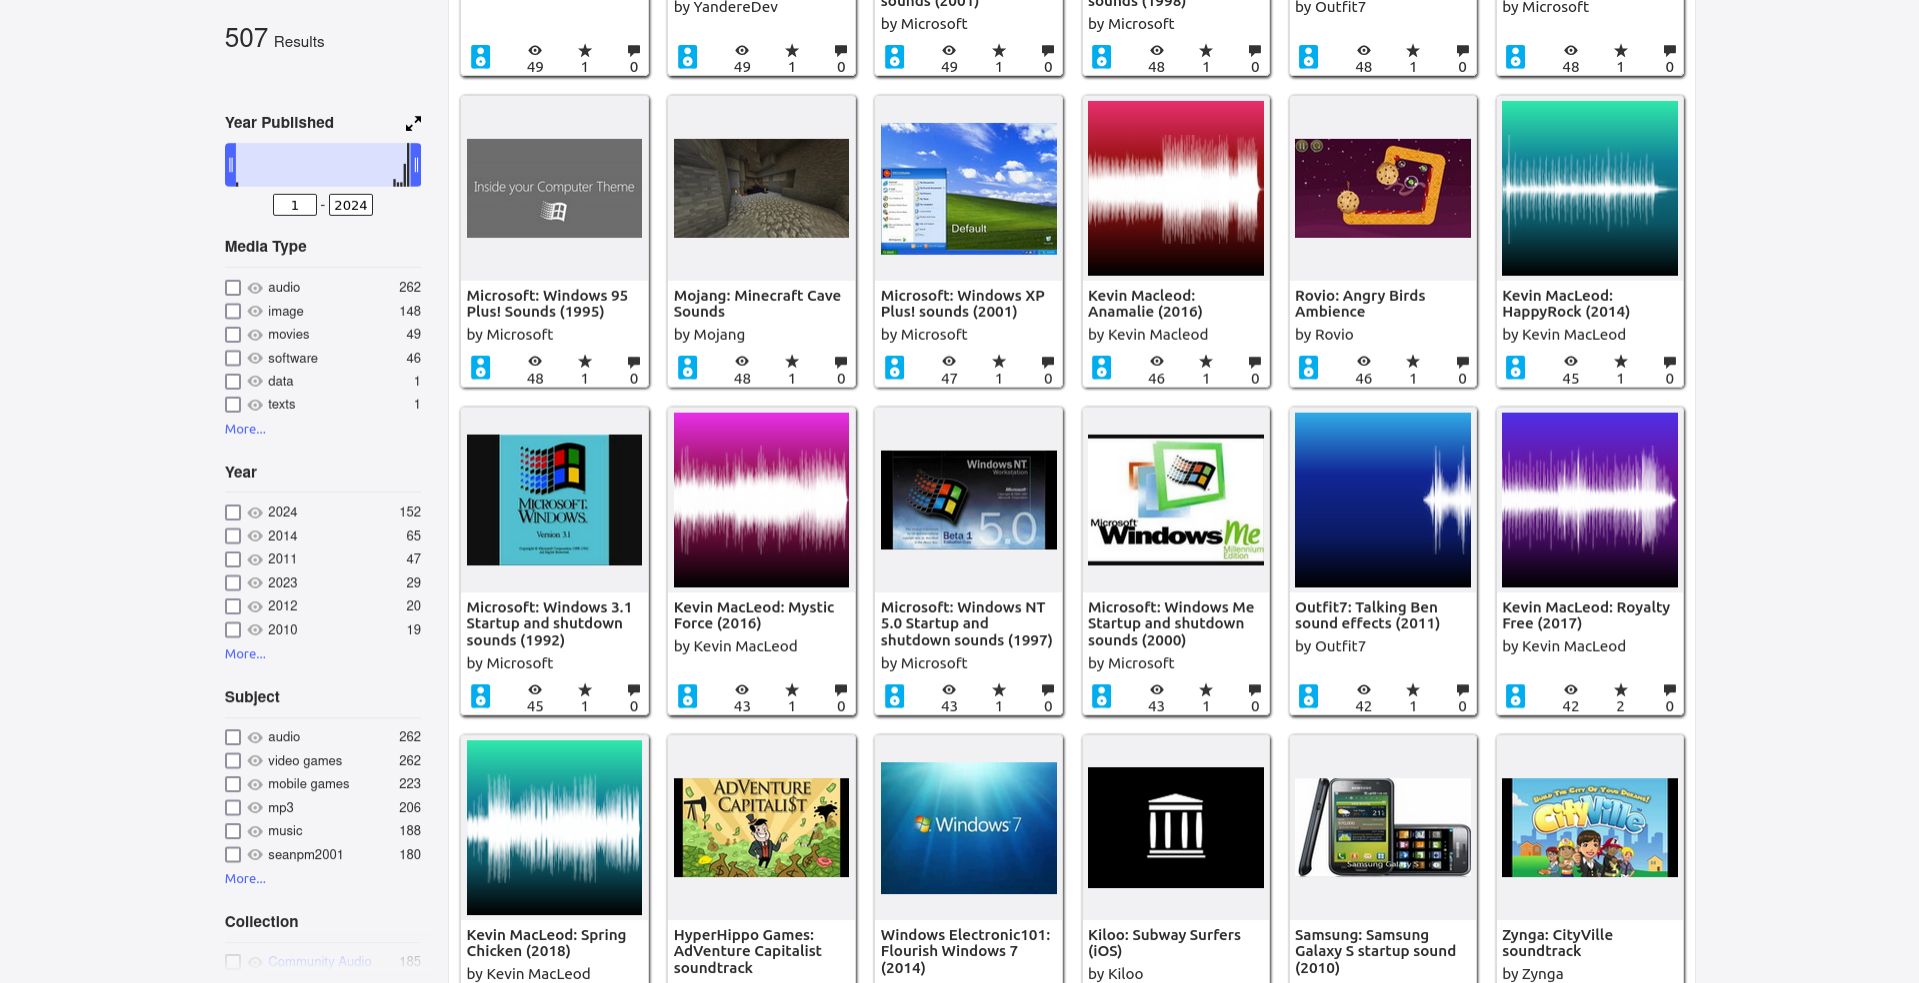 507 Results
Year Published
1 - 2024
Media Type
audio 262
image 148
movies 49
software 46
data 1
texts 1
More...
Year
2024 152
2014 65
2011 47
2023 29
2012 20
2010 19
More...
Subject
audio 262
video games 262
mobile games 223
mp3 206
music 188
seanpm2001 180
More...
Collection
Community Audio 185
49 1 0
by YandereDev
49 1 0
sounds (2001)
by Microsoft
49 1 0
sounds (1998)
by Microsoft
48 1 0
by Outfit7
48 1 0
by Microsoft
48 1 0
Inside your Computer Theme
Microsoft: Windows 95
Plus! Sounds (1995)
by Microsoft
48 1 0
Mojang: Minecraft Cave
Sounds
by Mojang
48 1 0
Default
Microsoft: Windows XP
Plus! sounds (2001)
by Microsoft
47 1 0
Kevin Macleod:
Anamalie (2016)
by Kevin Macleod
46 1 0
Rovio: Angry Birds
Ambience
by Rovio
46 1 0
Kevin MacLeod:
HappyRock (2014)
by Kevin MacLeod
45 1 0
MICROSOFT
WINDOWS
Version 3.1
Microsoft: Windows 3.1
Startup and shutdown
sounds (1992)
by Microsoft
45 1 0
Kevin MacLeod: Mystic
Force (2016)
by Kevin MacLeod
43 1 0
Windows NT
Workstation
Microsoft
5.0
Beta 1
Microsoft: Windows NT
5.0 Startup and
shutdown sounds (1997)
by Microsoft
43 1 0
Microsoft
Windows Me
Millennium
Edition
Microsoft: Windows Me
Startup and shutdown
sounds (2000)
by Microsoft
43 1 0
Outfit7: Talking Ben
sound effects (2011)
by Outfit7
42 1 0
Kevin MacLeod: Royalty
Free (2017)
by Kevin MacLeod
42 2 0
Kevin MacLeod: Spring
Chicken (2018)
by Kevin MacLeod
ADVENTURE
CAPITALI$T
HyperHippo Games:
AdVenture Capitalist
soundtrack
Windows 7
Windows Electronic101:
Flourish Windows 7
(2014)
Kiloo: Subway Surfers
(iOS)
by Kiloo
Samsung Galaxy S
Samsung: Samsung
Galaxy S startup sound
(2010)
BUILD THE CITY OF YOUR DREAMS!
CityVille
Zynga: CityVille
soundtrack
by Zynga